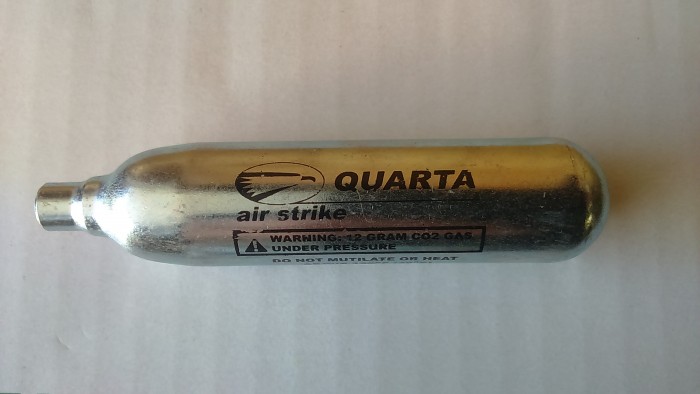 QUARTA
air strike
WARNING: 12 GRAM CO2 GAS
UNDER PRESSURE
DO NOT MUTILATE OR HEAT